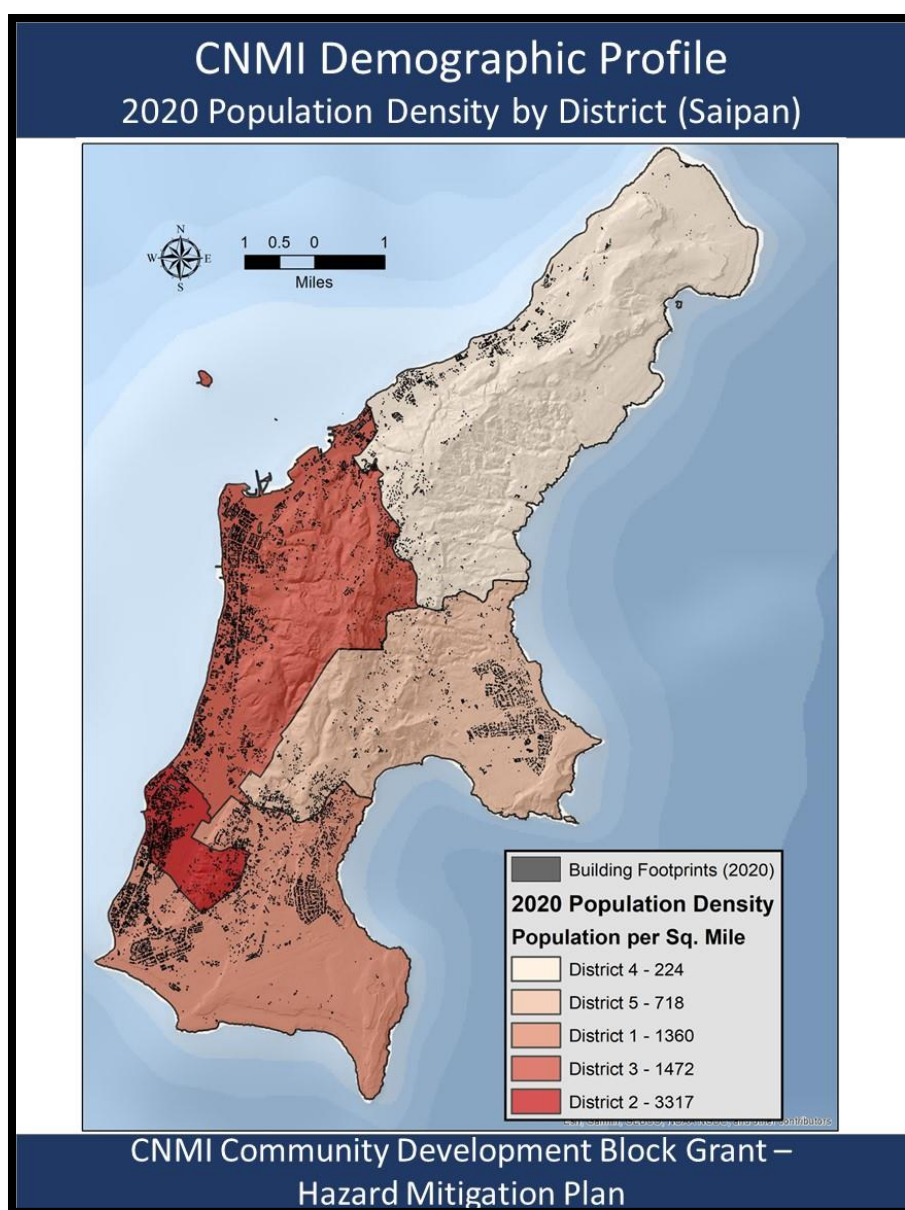 CNMI Demographic Profile
2020 Population Density by District (Saipan)
N
W
E
S
1 0.5 0 1
Miles
Building Footprints (2020)
2020 Population Density
Population per Sq. Mile
District 4 - 224
District 5 - 718
District 1 - 1360
District 3 - 1472
District 2 - 3317
contributors
CNMI Community Development Block Grant –
Hazard Mitigation Plan